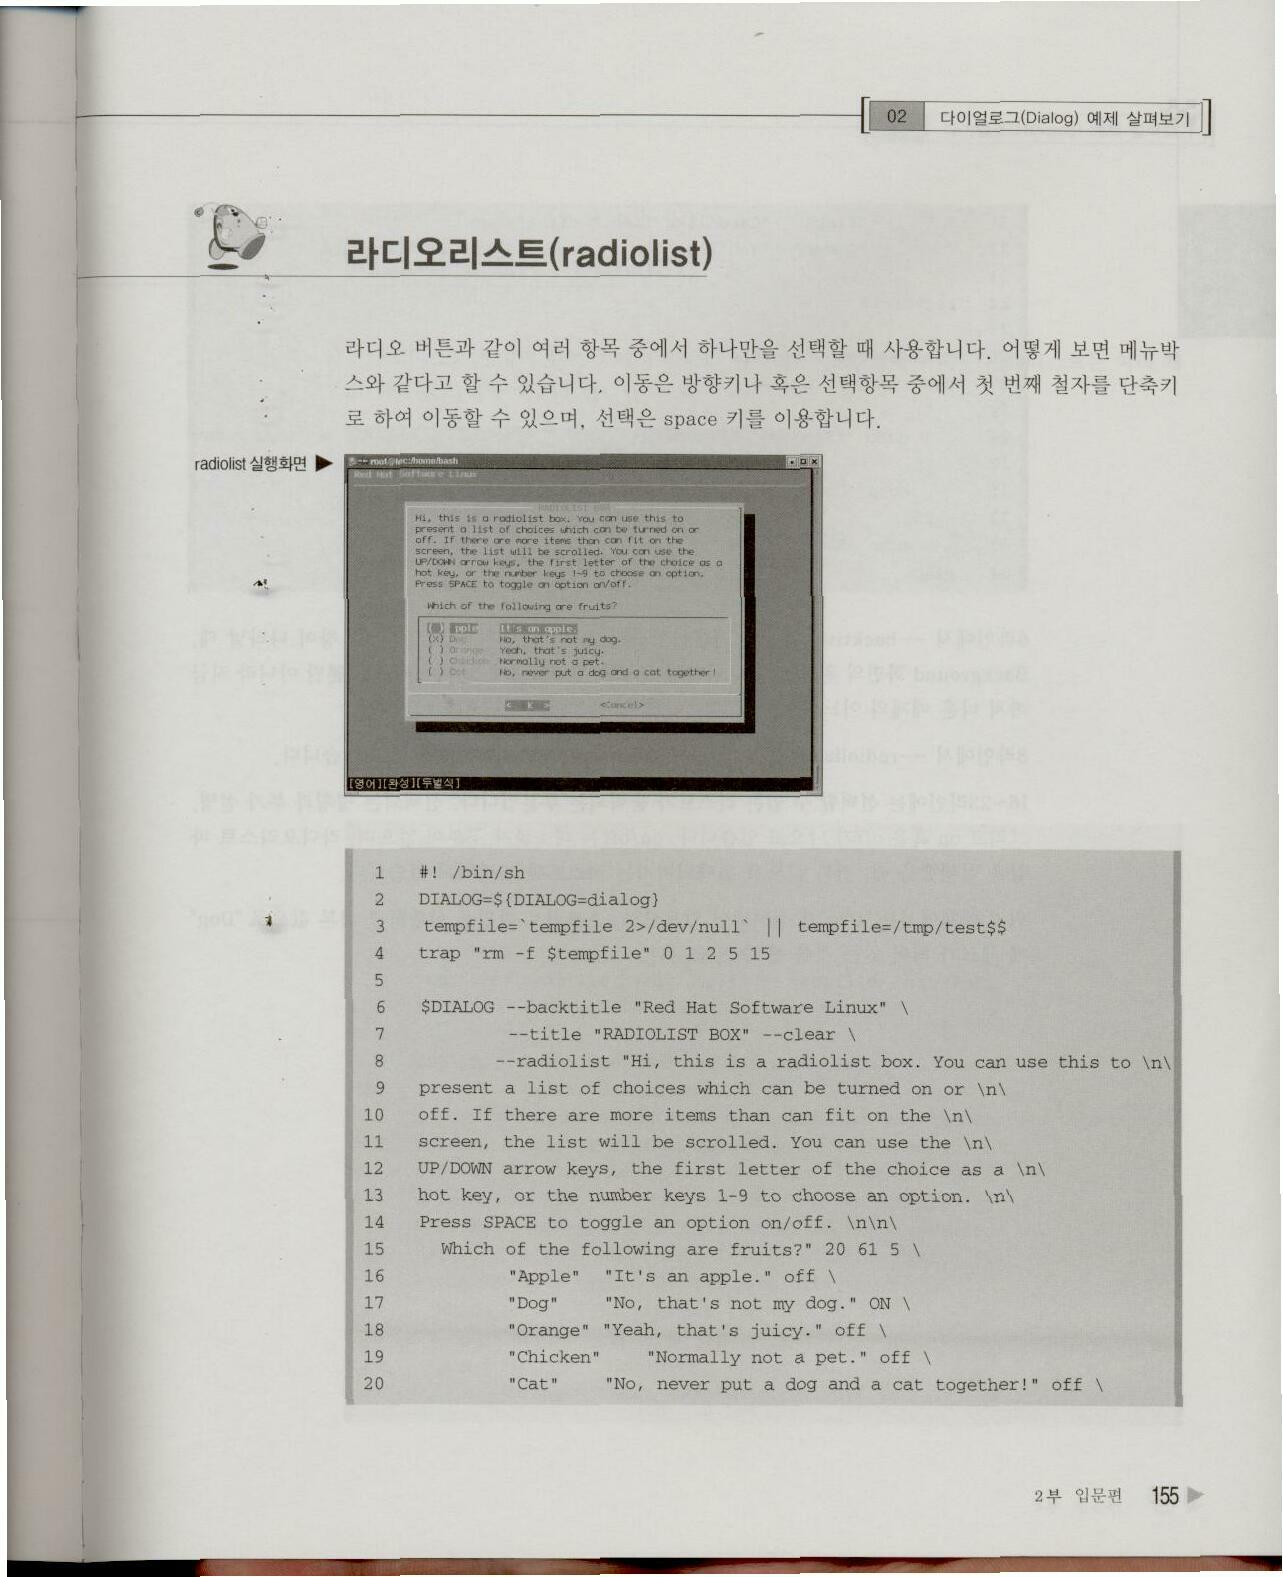 02 다이얼로그(Dialog) 예제 살펴보기
라디오리스트(radiolist)
라디오 버튼과 같이 여러 항목 중에서 하나만을 선택할 때 사용합니다. 어떻게 보면 메뉴박
스와 같다고 할 수 있습니다. 이동은 방향키나 혹은 선택항목 중에서 첫 번째 철자를 단축키
로 하여 이동할 수 있으며, 선택은 space 키를 이용합니다.
radiolist 실행화면 ▶
root@tec:/home/bash
Red Hat Software Linux
RADIOLIST BOX
Hi, this is a radiolist box. You can use this to
present a list of choices which can be turned on or
off. If there are more items than can fit on the
screen, the list will be scrolled. You can use the
UP/DOWN arrow keys, the first letter of the choice as a
hot key, or the number keys 1-9 to choose an option.
Press SPACE to toggle an option on/off.
Which of the following are fruits?
( ) pple It's an apple.
(X) Dog No, that's not my dog.
( ) Orange Yeah, that's juicy.
( ) Chicken Normally not a pet.
( ) Cat No, never put a dog and a cat together!
< K > <Cancel>
[영어][완성][두벌식]
1 #! /bin/sh
2 DIALOG=${DIALOG=dialog}
3 tempfile=`tempfile 2>/dev/null` || tempfile=/tmp/test$$
4 trap "rm -f $tempfile" 0 1 2 5 15
5
6 $DIALOG --backtitle "Red Hat Software Linux" \
7 --title "RADIOLIST BOX" --clear \
8 --radiolist "Hi, this is a radiolist box. You can use this to \n\
9 present a list of choices which can be turned on or \n\
10 off. If there are more items than can fit on the \n\
11 screen, the list will be scrolled. You can use the \n\
12 UP/DOWN arrow keys, the first letter of the choice as a \n\
13 hot key, or the number keys 1-9 to choose an option. \n\
14 Press SPACE to toggle an option on/off. \n\n\
15 Which of the following are fruits?" 20 61 5 \
16 "Apple" "It's an apple." off \
17 "Dog" "No, that's not my dog." ON \
18 "Orange" "Yeah, that's juicy." off \
19 "Chicken" "Normally not a pet." off \
20 "Cat" "No, never put a dog and a cat together!" off \
2부 입문편 155 ▶